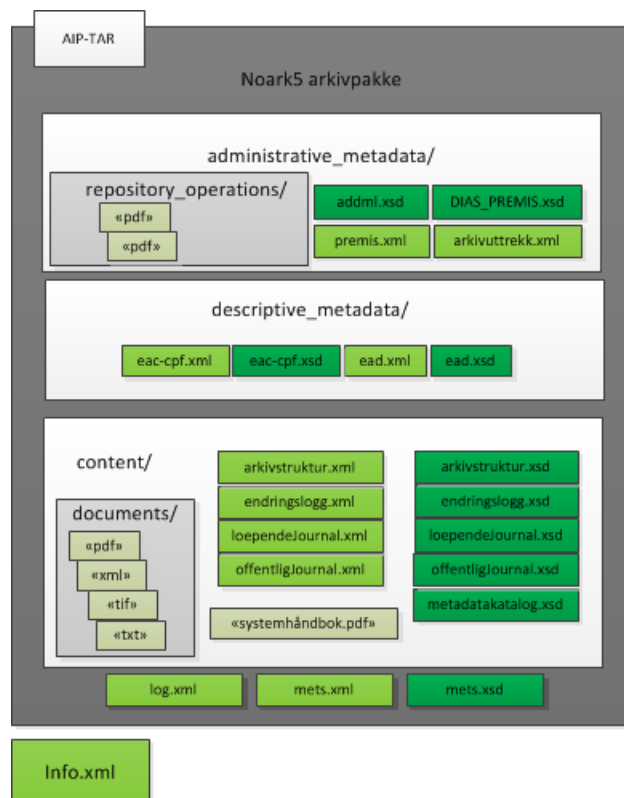 AIP-TAR
Noark5 arkivpakke
administrative_metadata/
repository_operations/
«pdf»
«pdf»
addml.xsd
DIAS_PREMIS.xsd
premis.xml
arkivuttrekk.xml
descriptive_metadata/
eac-cpf.xml
eac-cpf.xsd
ead.xml
ead.xsd
content/
documents/
«pdf»
«xml»
«tif»
«txt»
arkivstruktur.xml
endringslogg.xml
loependeJournal.xml
offentligJournal.xml
«systemhåndbok.pdf»
arkivstruktur.xsd
endringslogg.xsd
loependeJournal.xsd
offentligJournal.xsd
metadatakatalog.xsd
log.xml
mets.xml
mets.xsd
Info.xml